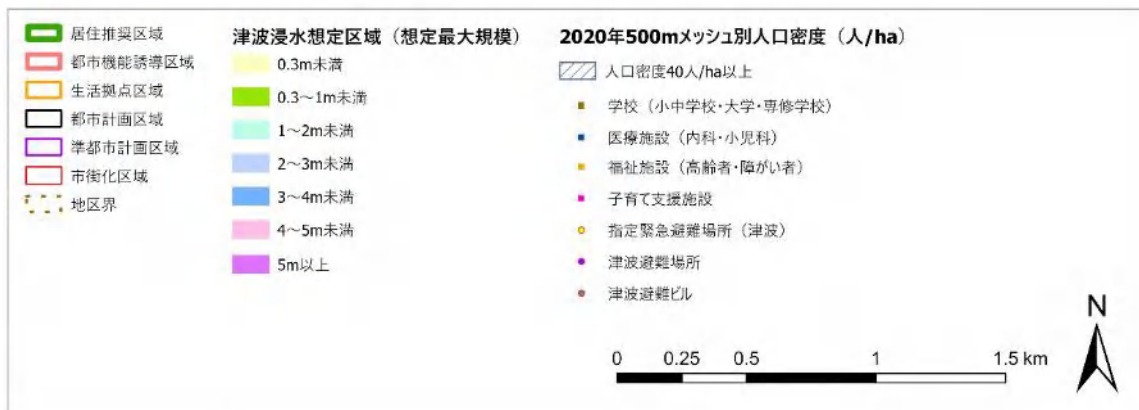 居住推奨区域
都市機能誘導区域
生活拠点区域
都市計画区域
準都市計画区域
市街化区域
地区界
津波浸水想定区域（想定最大規模）
0.3m未満
0.3～1m未満
1～2m未満
2～3m未満
3～4m未満
4～5m未満
5m以上
2020年500mメッシュ別人口密度（人/ha）
人口密度40人/ha以上
学校（小中学校・大学・専修学校）
医療施設（内科・小児科）
福祉施設（高齢者・障がい者）
子育て支援施設
指定緊急避難場所（津波）
津波避難場所
津波避難ビル
0 0.25 0.5 1 1.5 km
N